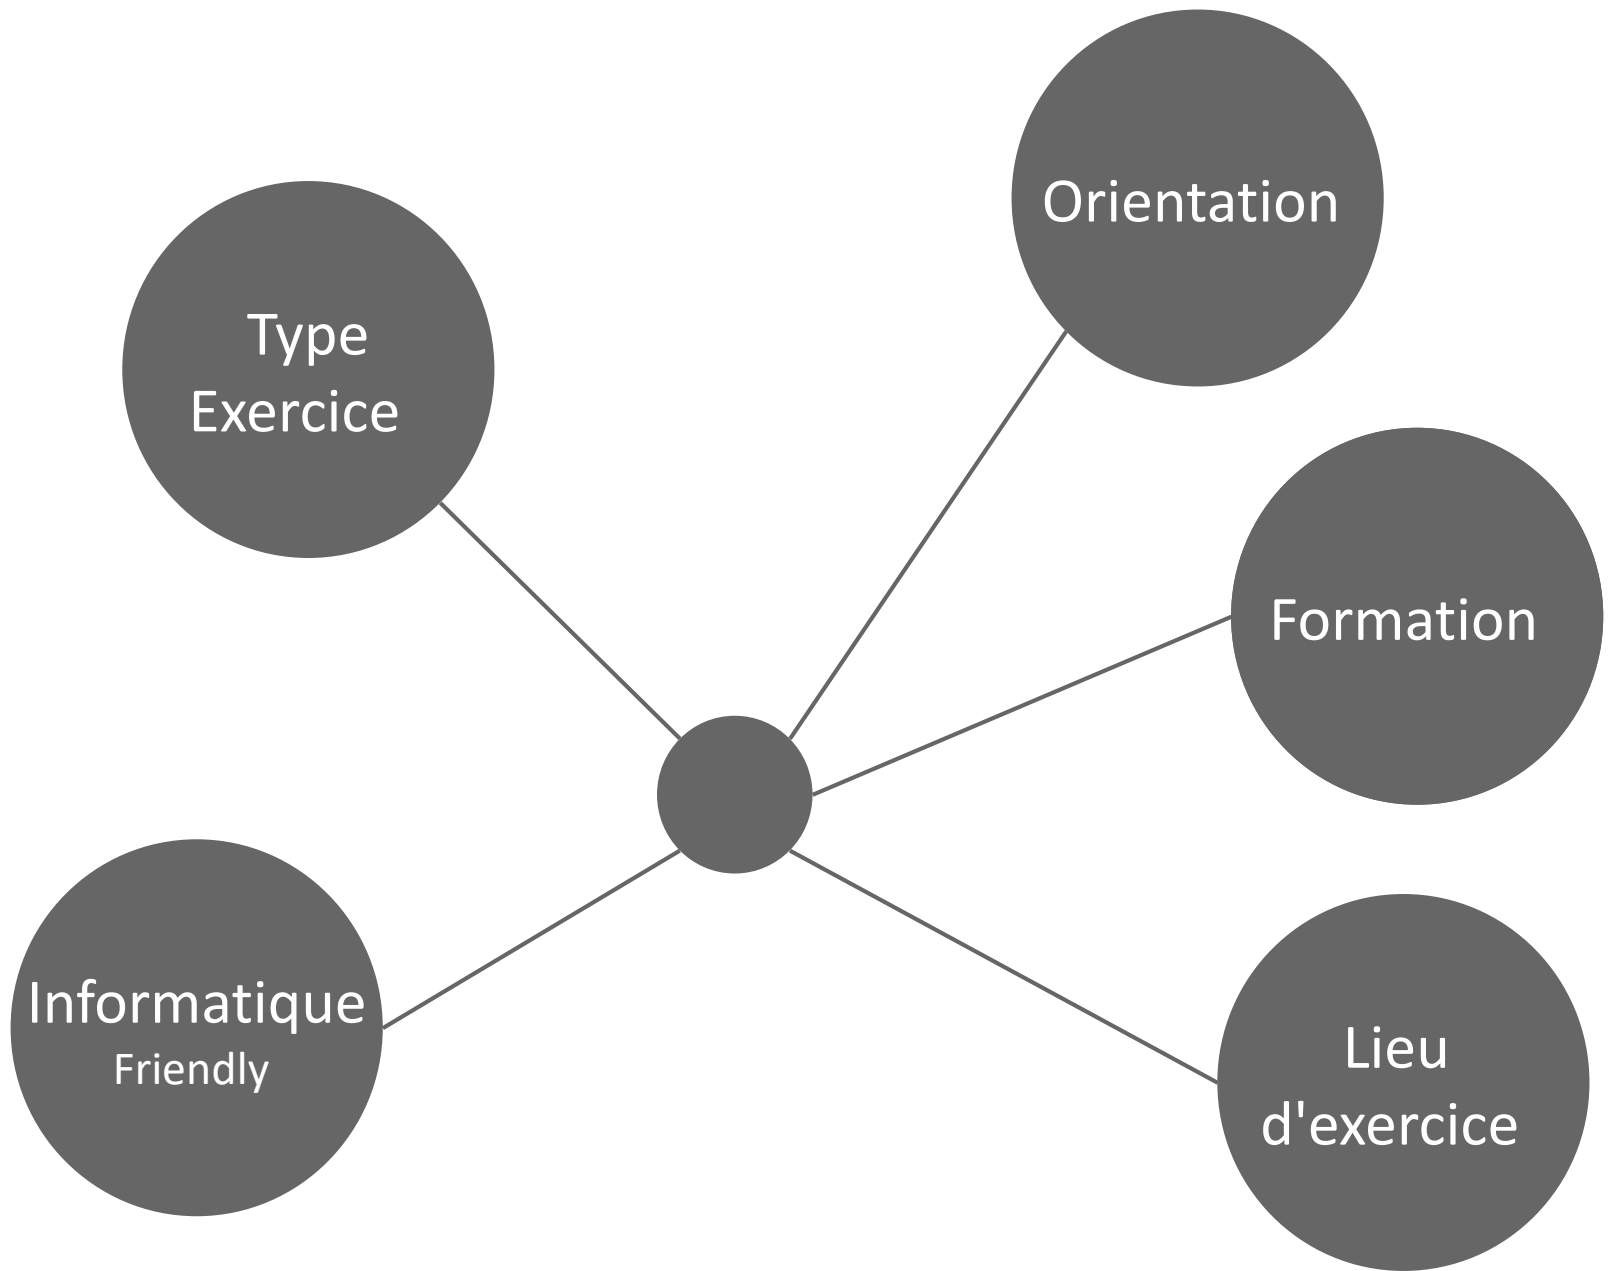 Orientation
Type
Exercice
Formation
Informatique
Friendly
Lieu
d'exercice